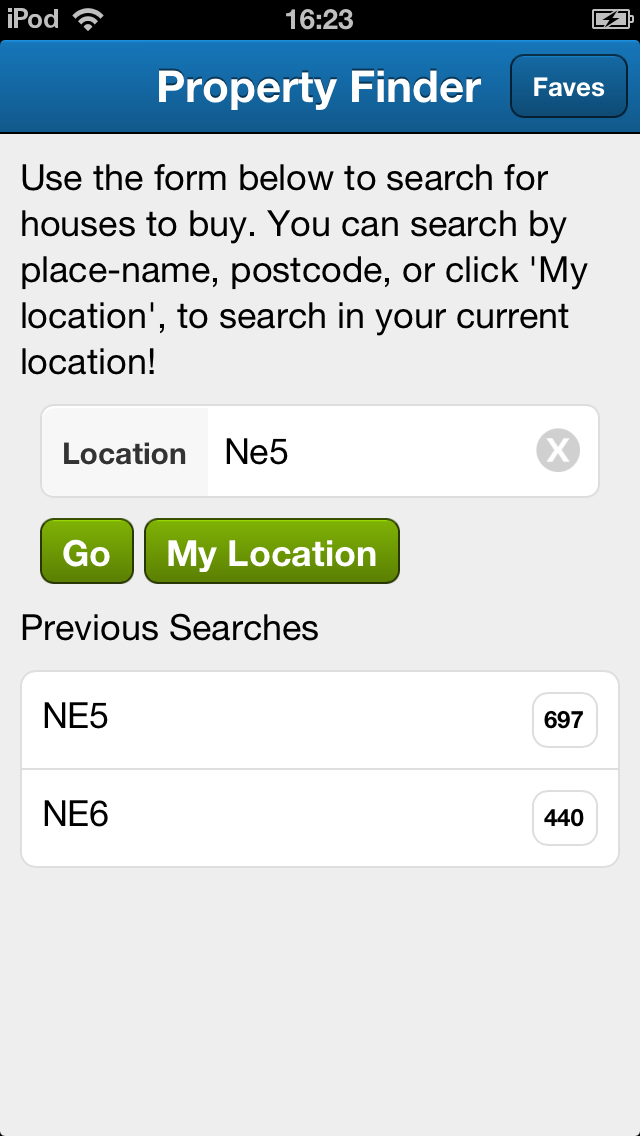 iPod 16:23
Property Finder Faves
Use the form below to search for
houses to buy. You can search by
place-name, postcode, or click 'My
location', to search in your current
location!
Location Ne5 X
Go My Location
Previous Searches
NE5 697
NE6 440